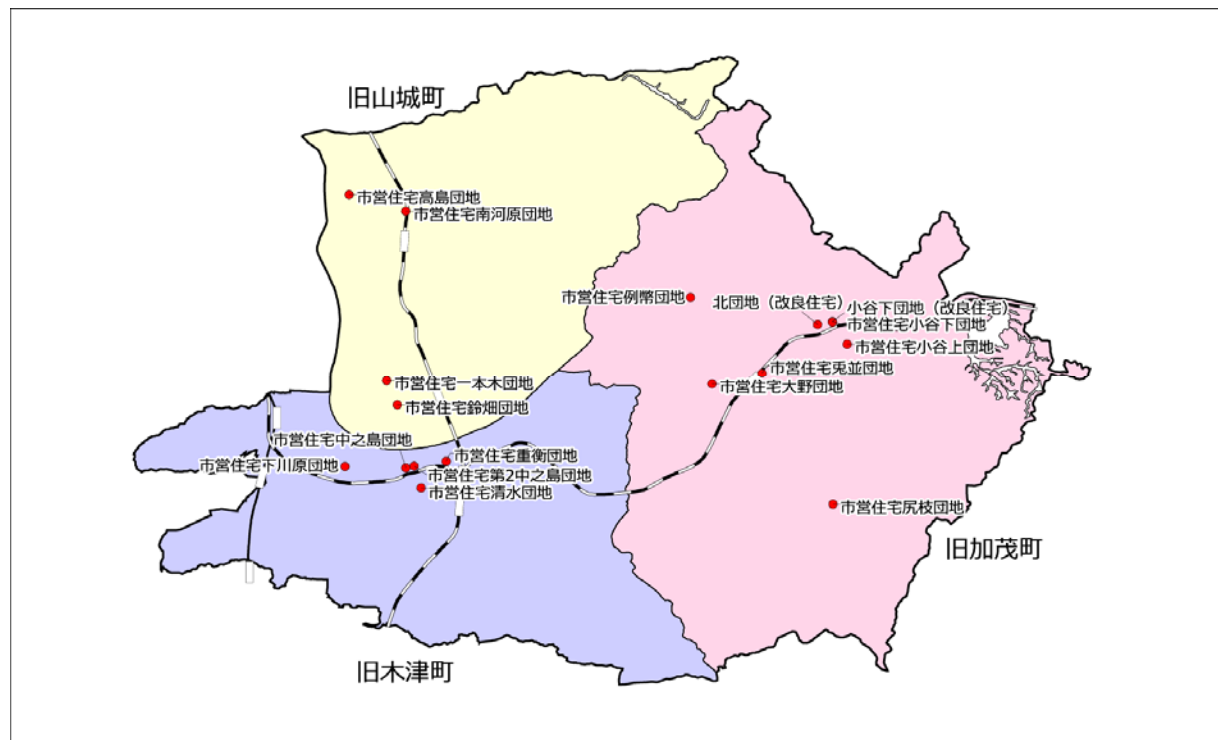 旧山城町
市営住宅高島団地
市営住宅南河原団地
市営住宅例幣団地
北団地（改良住宅）
小谷下団地（改良住宅）
市営住宅小谷下団地
市営住宅小谷上団地
市営住宅兎並団地
市営住宅大野団地
市営住宅一本木団地
市営住宅鈴畑団地
市営住宅中之島団地
市営住宅重衡団地
市営住宅下川原団地
市営住宅第2中之島団地
市営住宅清水団地
市営住宅尻枝団地
旧加茂町
旧木津町